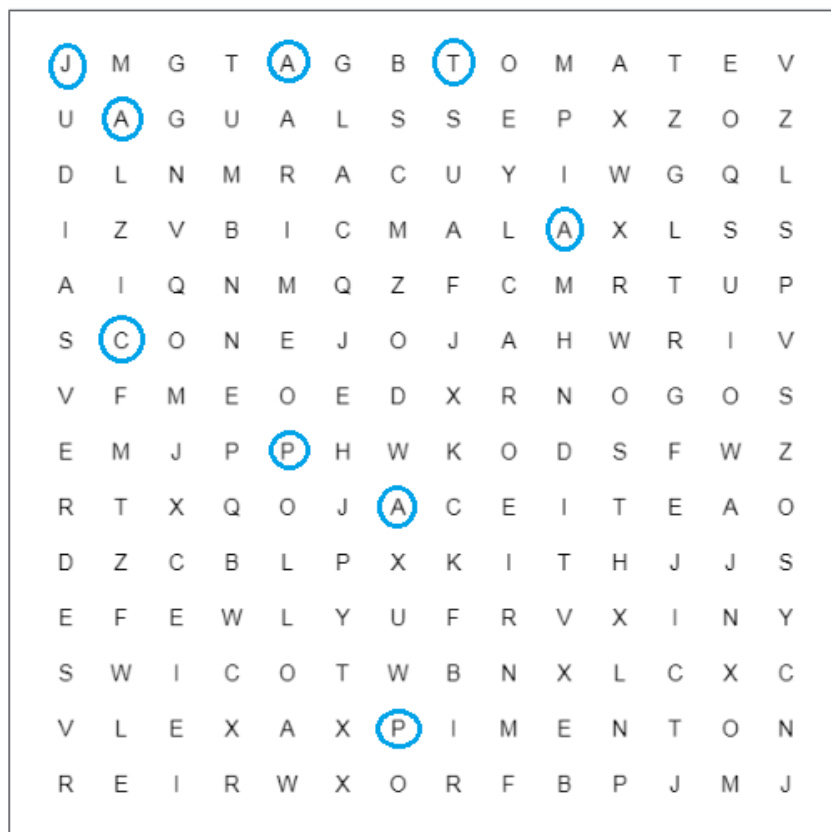 J M G T A G B T O M A T E V
U A G U A L S S E P X Z O Z
D L N M R A C U Y I W G Q L
I Z V B I C M A L A X L S S
A I Q N M Q Z F C M R T U P
S C O N E J O J A H W R I V
V F M E O E D X R N O G O S
E M J P P H W K O D S F W Z
R T X Q O J A C E I T E A O
D Z C B L P X K I T H J J S
E F E W L Y U F R V X I N Y
S W I C O T W B N X L C X C
V L E X A X P I M E N T O N
R E I R W X O R F B P J M J